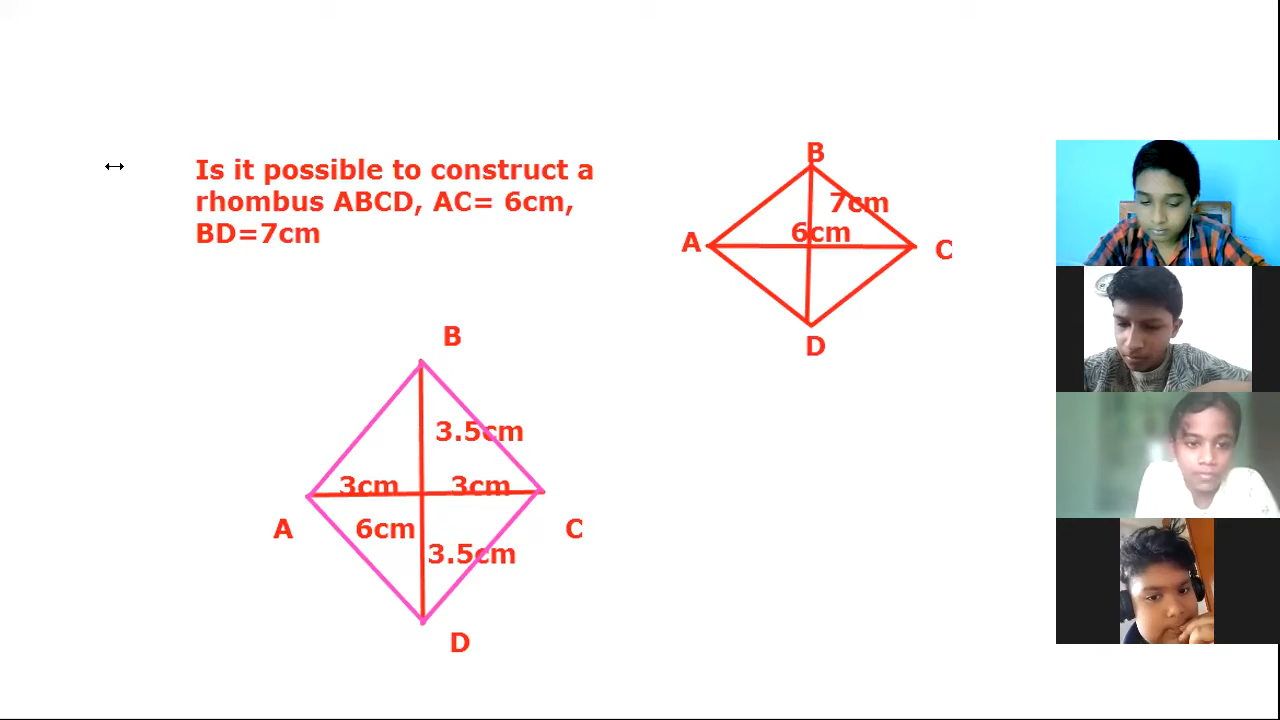 Is it possible to construct a
rhombus ABCD, AC= 6cm,
BD=7cm
B
7cm
6cm
A
C
D
B
3.5cm
3cm
3cm
A
6cm
C
3.5cm
D